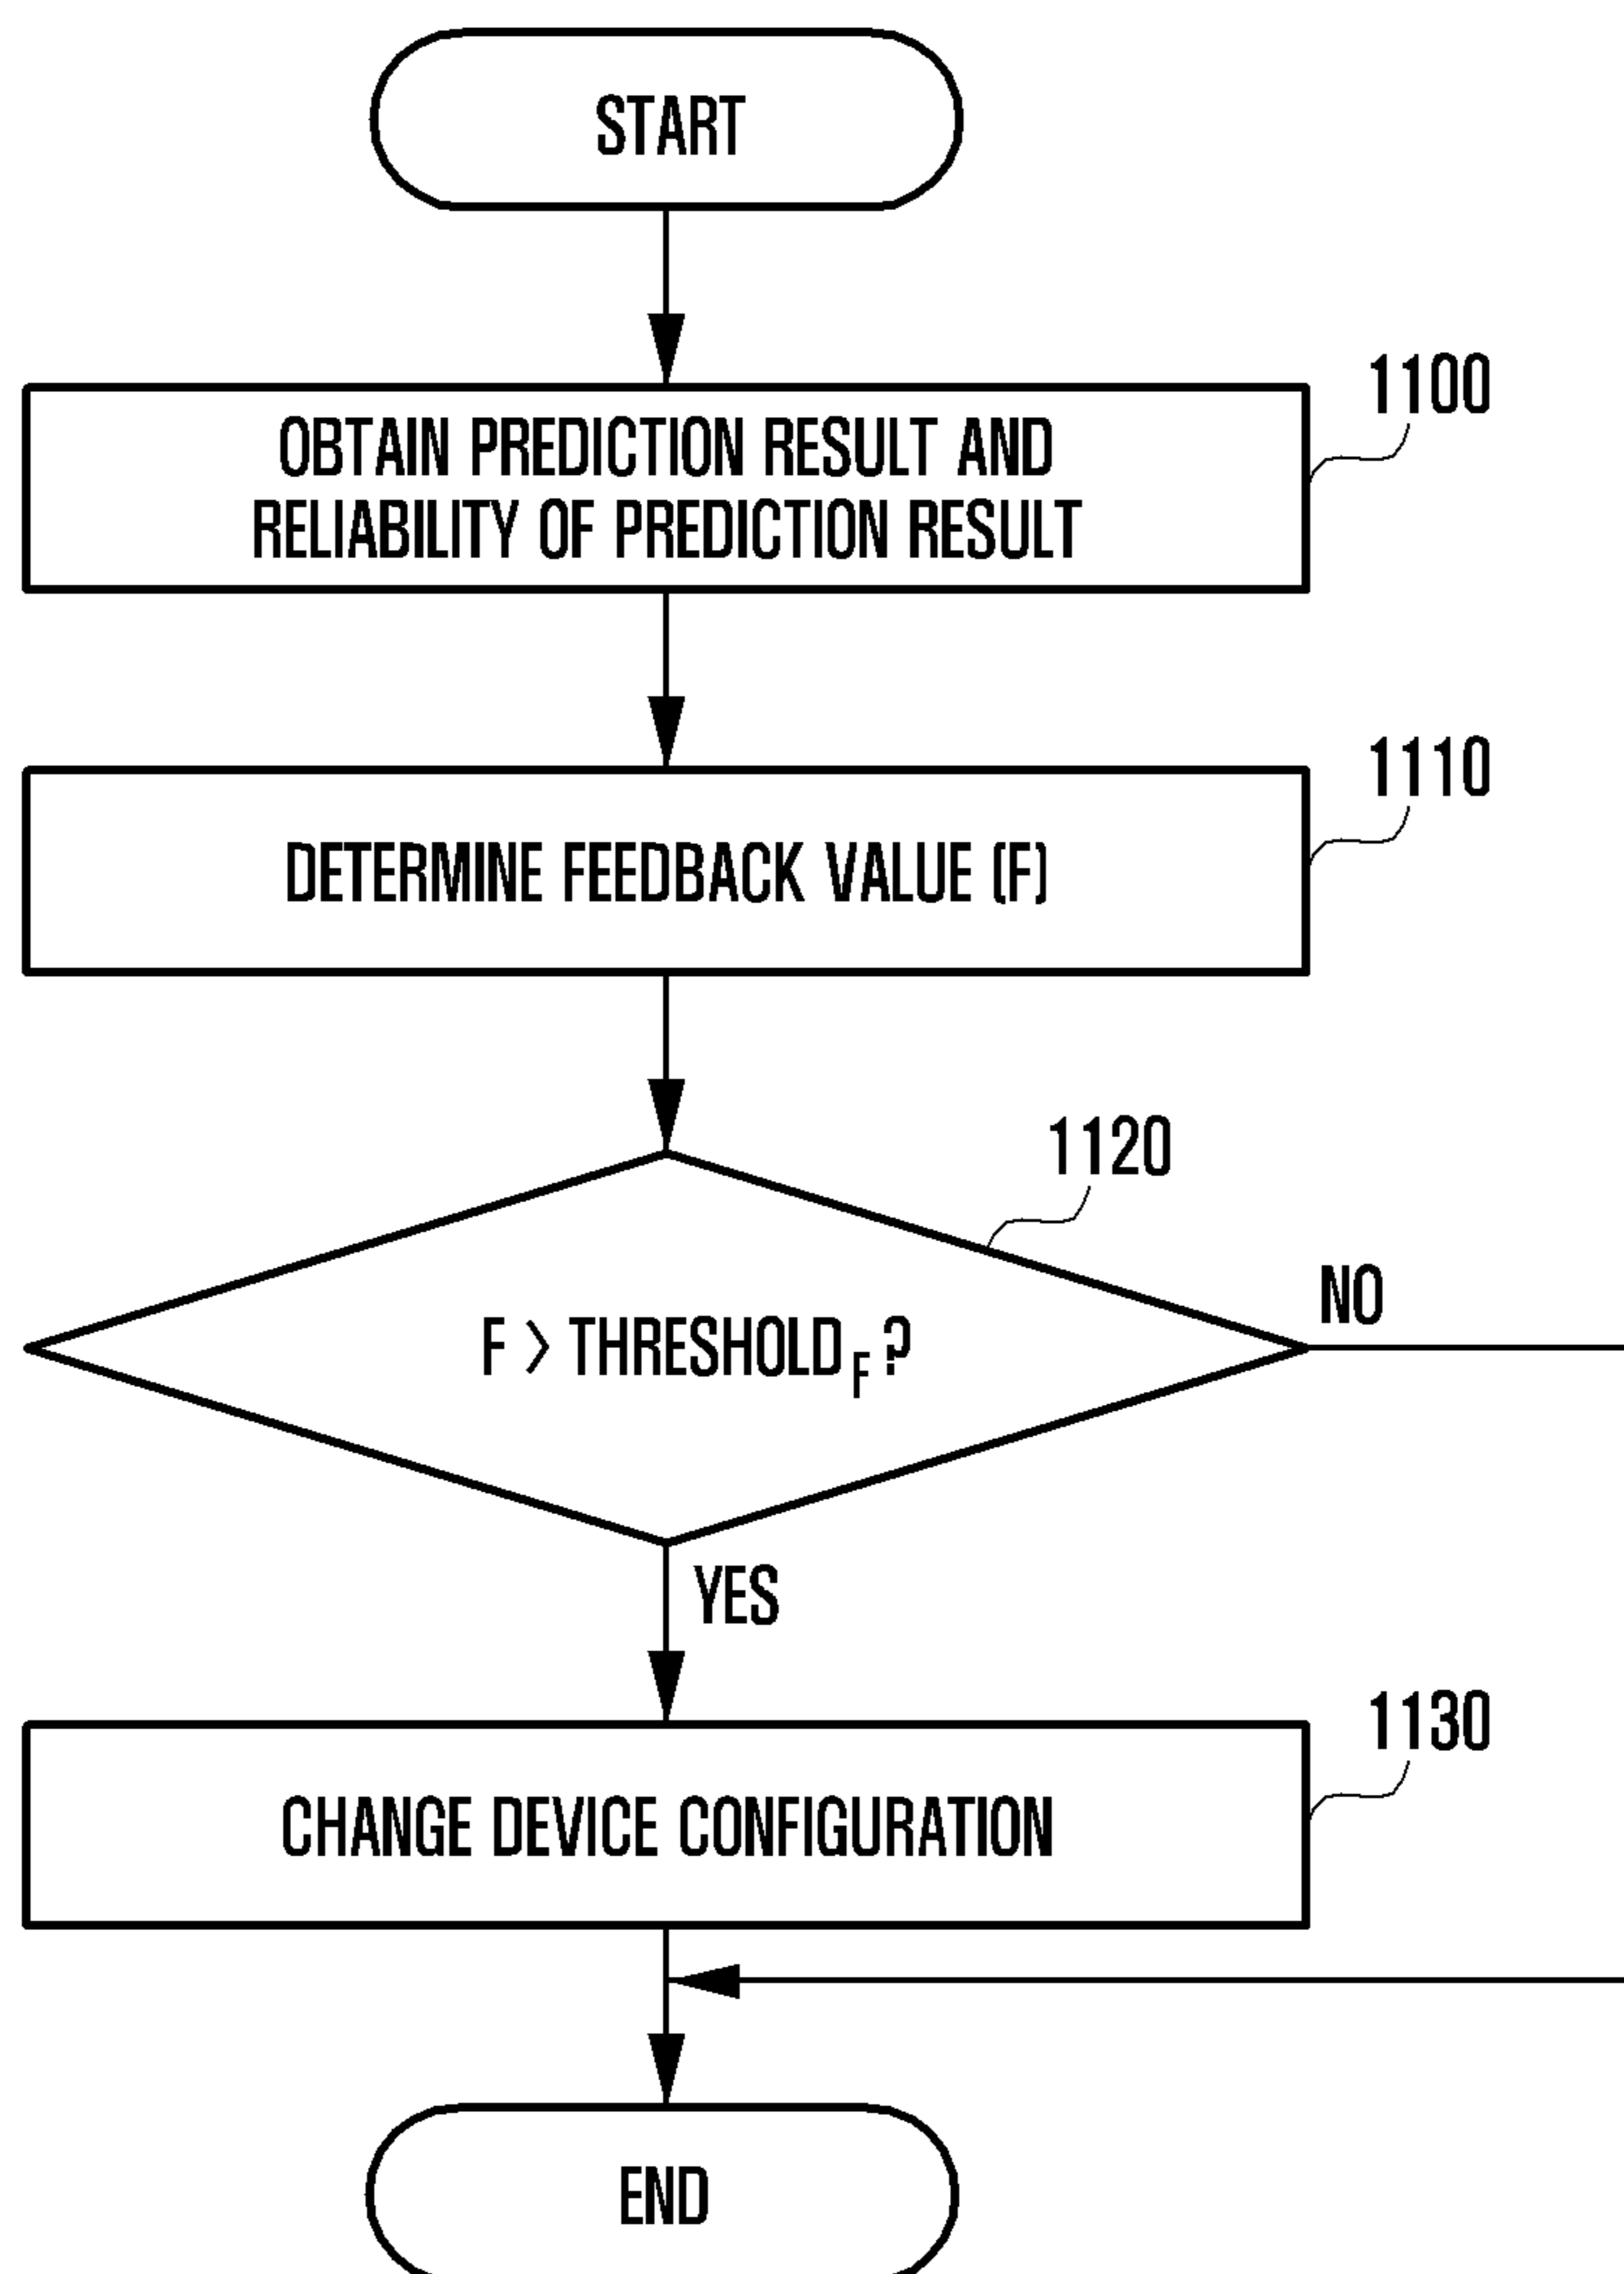 START
1100
OBTAIN PREDICTION RESULT AND
RELIABILITY OF PREDICTION RESULT
1110
DETERMINE FEEDBACK VALUE (F)
1120
NO
F > THRESHOLD_F ?
YES
1130
CHANGE DEVICE CONFIGURATION
END